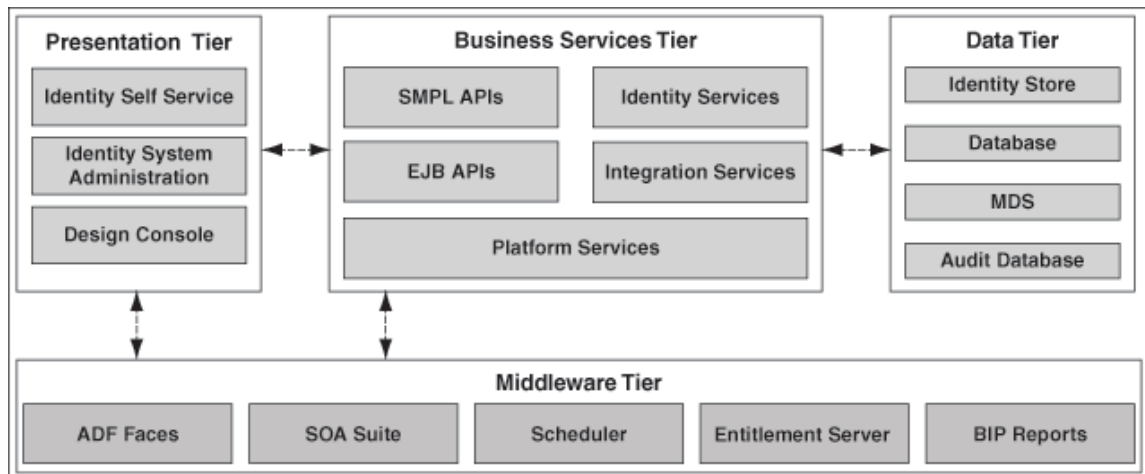 Presentation Tier
Identity Self Service
Identity System
Administration
Design Console
Business Services Tier
SMPL APIs
Identity Services
EJB APIs
Integration Services
Platform Services
Data Tier
Identity Store
Database
MDS
Audit Database
Middleware Tier
ADF Faces
SOA Suite
Scheduler
Entitlement Server
BIP Reports